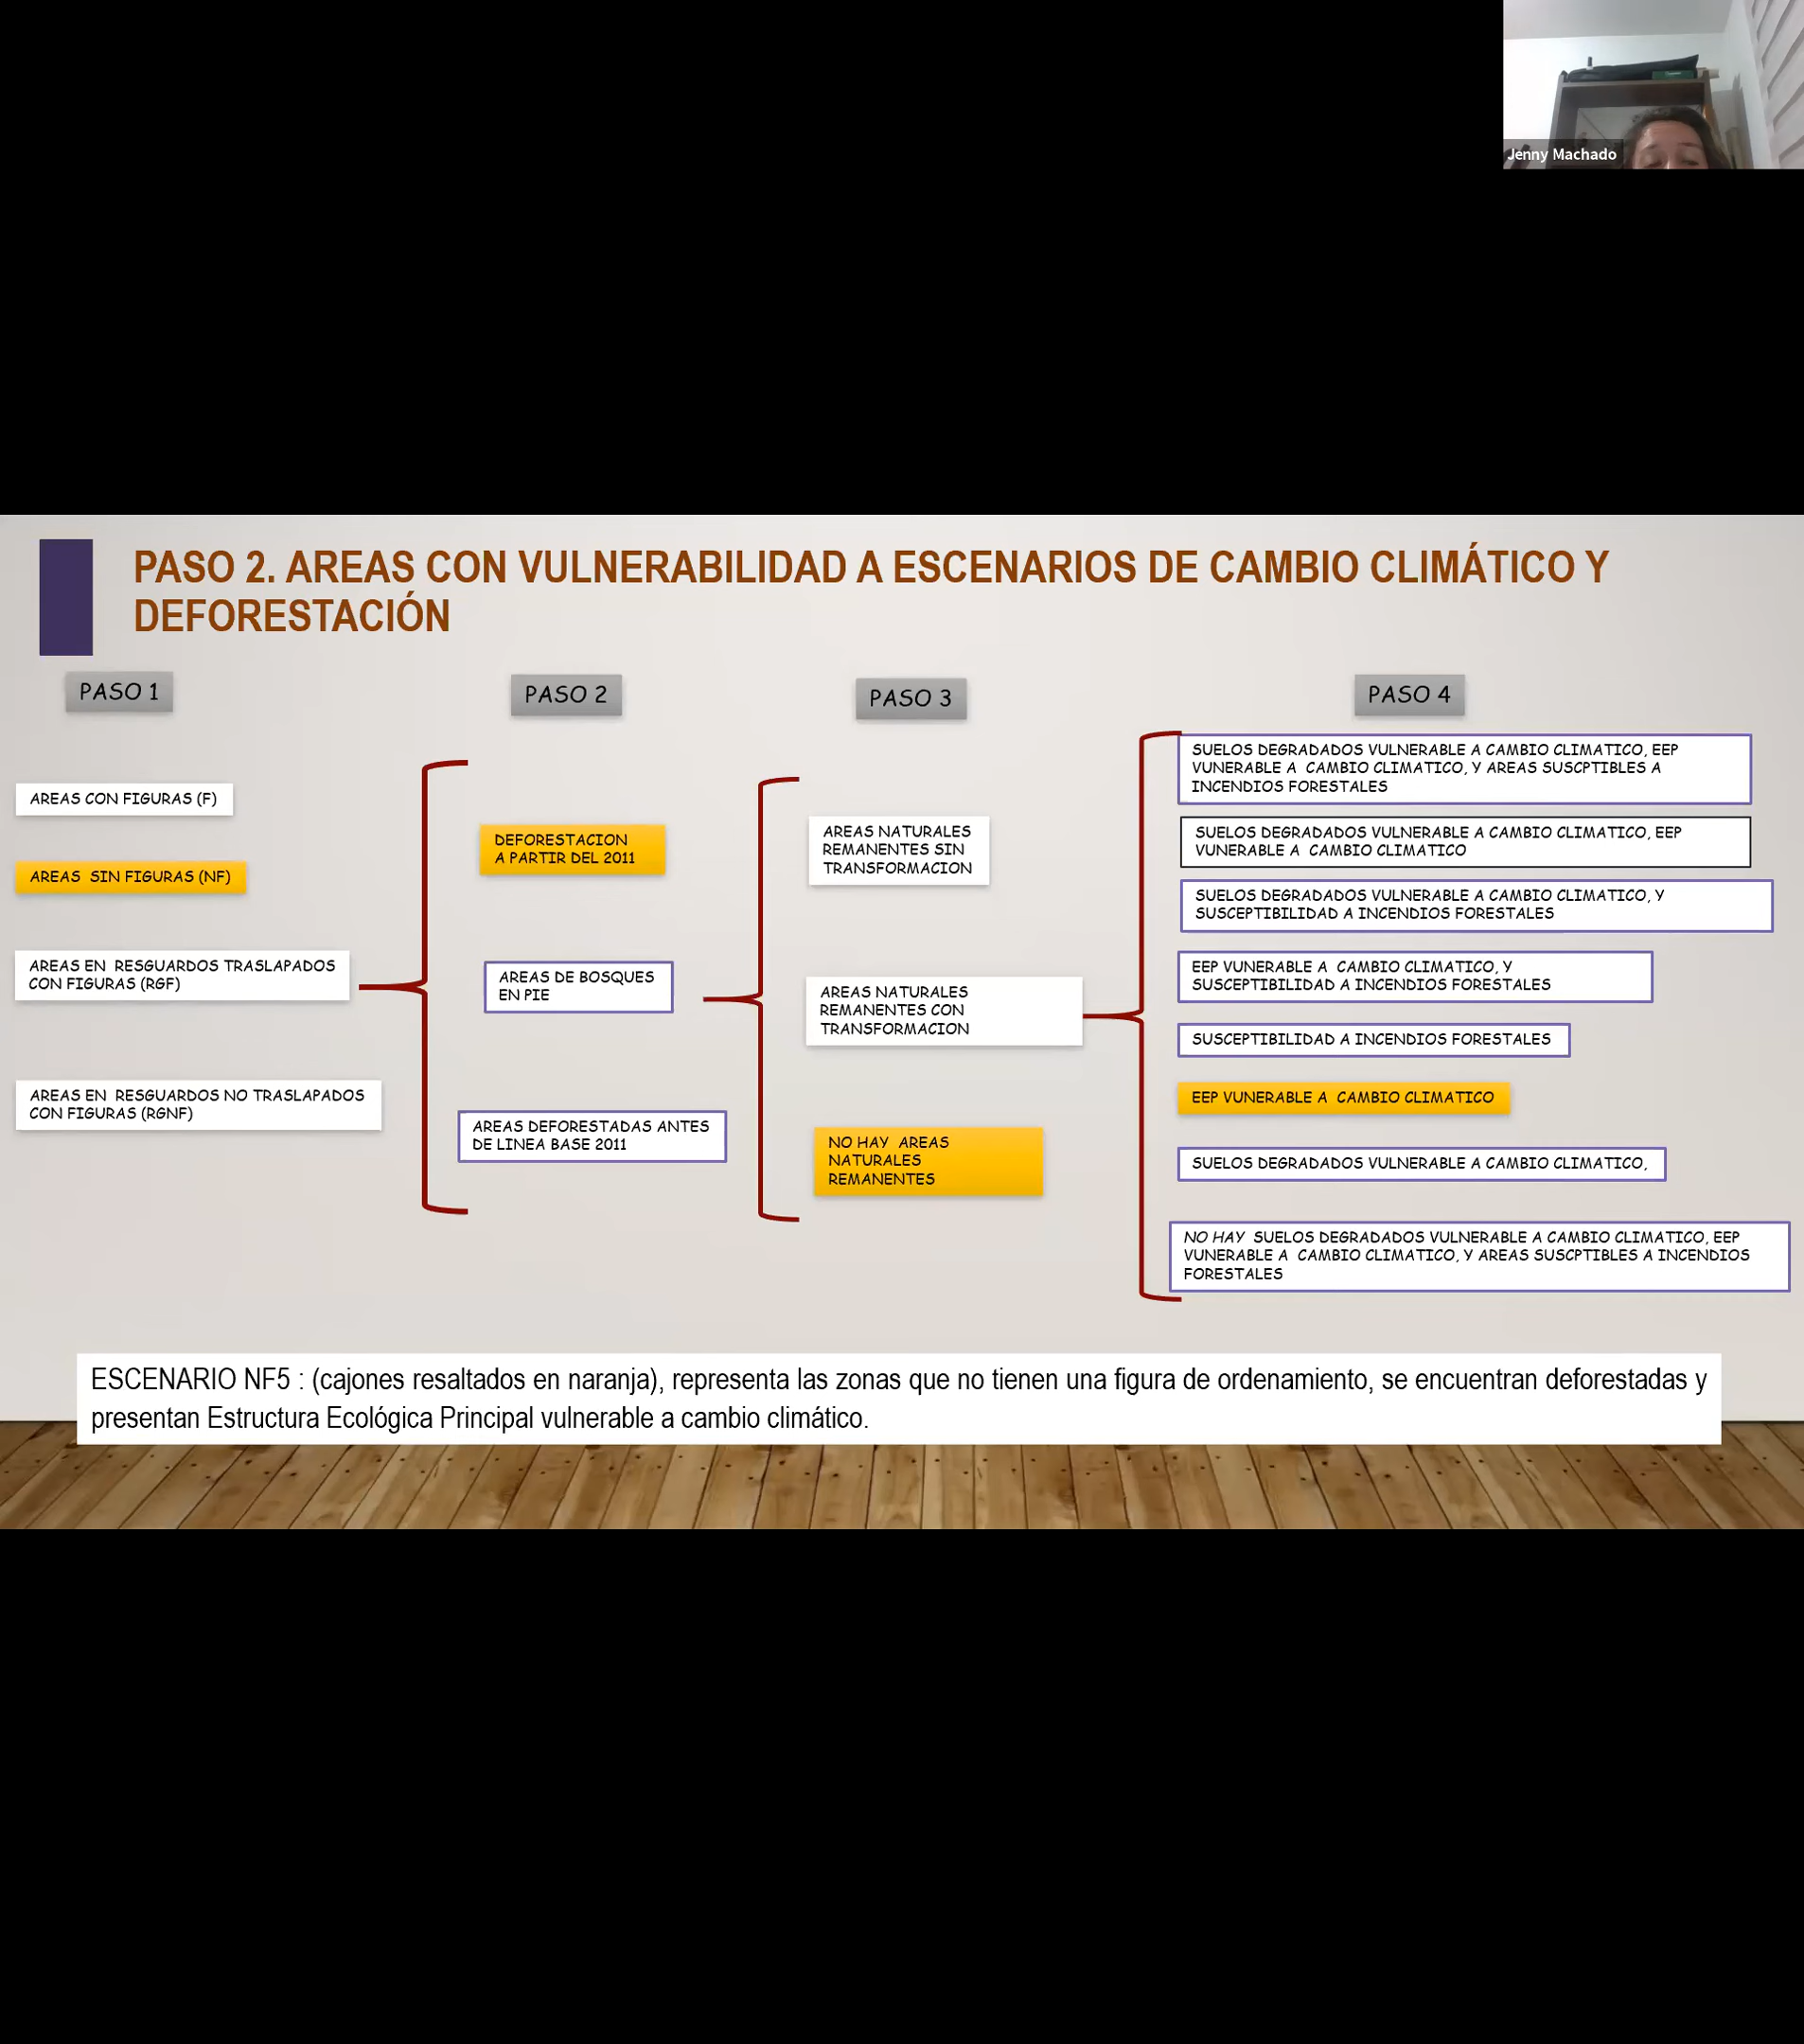 Jenny Machado
PASO 2. AREAS CON VULNERABILIDAD A ESCENARIOS DE CAMBIO CLIMÁTICO Y
DEFORESTACIÓN
PASO 1
AREAS CON FIGURAS (F)
AREAS SIN FIGURAS (NF)
AREAS EN RESGUARDOS TRASLAPADOS
CON FIGURAS (RGF)
AREAS EN RESGUARDOS NO TRASLAPADOS
CON FIGURAS (RGNF)
PASO 2
DEFORESTACION
A PARTIR DEL 2011
AREAS DE BOSQUES
EN PIE
AREAS DEFORESTADAS ANTES
DE LINEA BASE 2011
PASO 3
AREAS NATURALES
REMANENTES SIN
TRANSFORMACION
AREAS NATURALES
REMANENTES CON
TRANSFORMACION
NO HAY AREAS
NATURALES
REMANENTES
PASO 4
SUELOS DEGRADADOS VULNERABLE A CAMBIO CLIMATICO, EEP
VUNERABLE A CAMBIO CLIMATICO, Y AREAS SUSCPTIBLES A
INCENDIOS FORESTALES
SUELOS DEGRADADOS VULNERABLE A CAMBIO CLIMATICO, EEP
VUNERABLE A CAMBIO CLIMATICO
SUELOS DEGRADADOS VULNERABLE A CAMBIO CLIMATICO, Y
SUSCEPTIBILIDAD A INCENDIOS FORESTALES
EEP VUNERABLE A CAMBIO CLIMATICO, Y
SUSCEPTIBILIDAD A INCENDIOS FORESTALES
SUSCEPTIBILIDAD A INCENDIOS FORESTALES
EEP VUNERABLE A CAMBIO CLIMATICO
SUELOS DEGRADADOS VULNERABLE A CAMBIO CLIMATICO,
NO HAY SUELOS DEGRADADOS VULNERABLE A CAMBIO CLIMATICO, EEP
VUNERABLE A CAMBIO CLIMATICO, Y AREAS SUSCPTIBLES A INCENDIOS
FORESTALES
ESCENARIO NF5 : (cajones resaltados en naranja), representa las zonas que no tienen una figura de ordenamiento, se encuentran deforestadas y
presentan Estructura Ecológica Principal vulnerable a cambio climático.